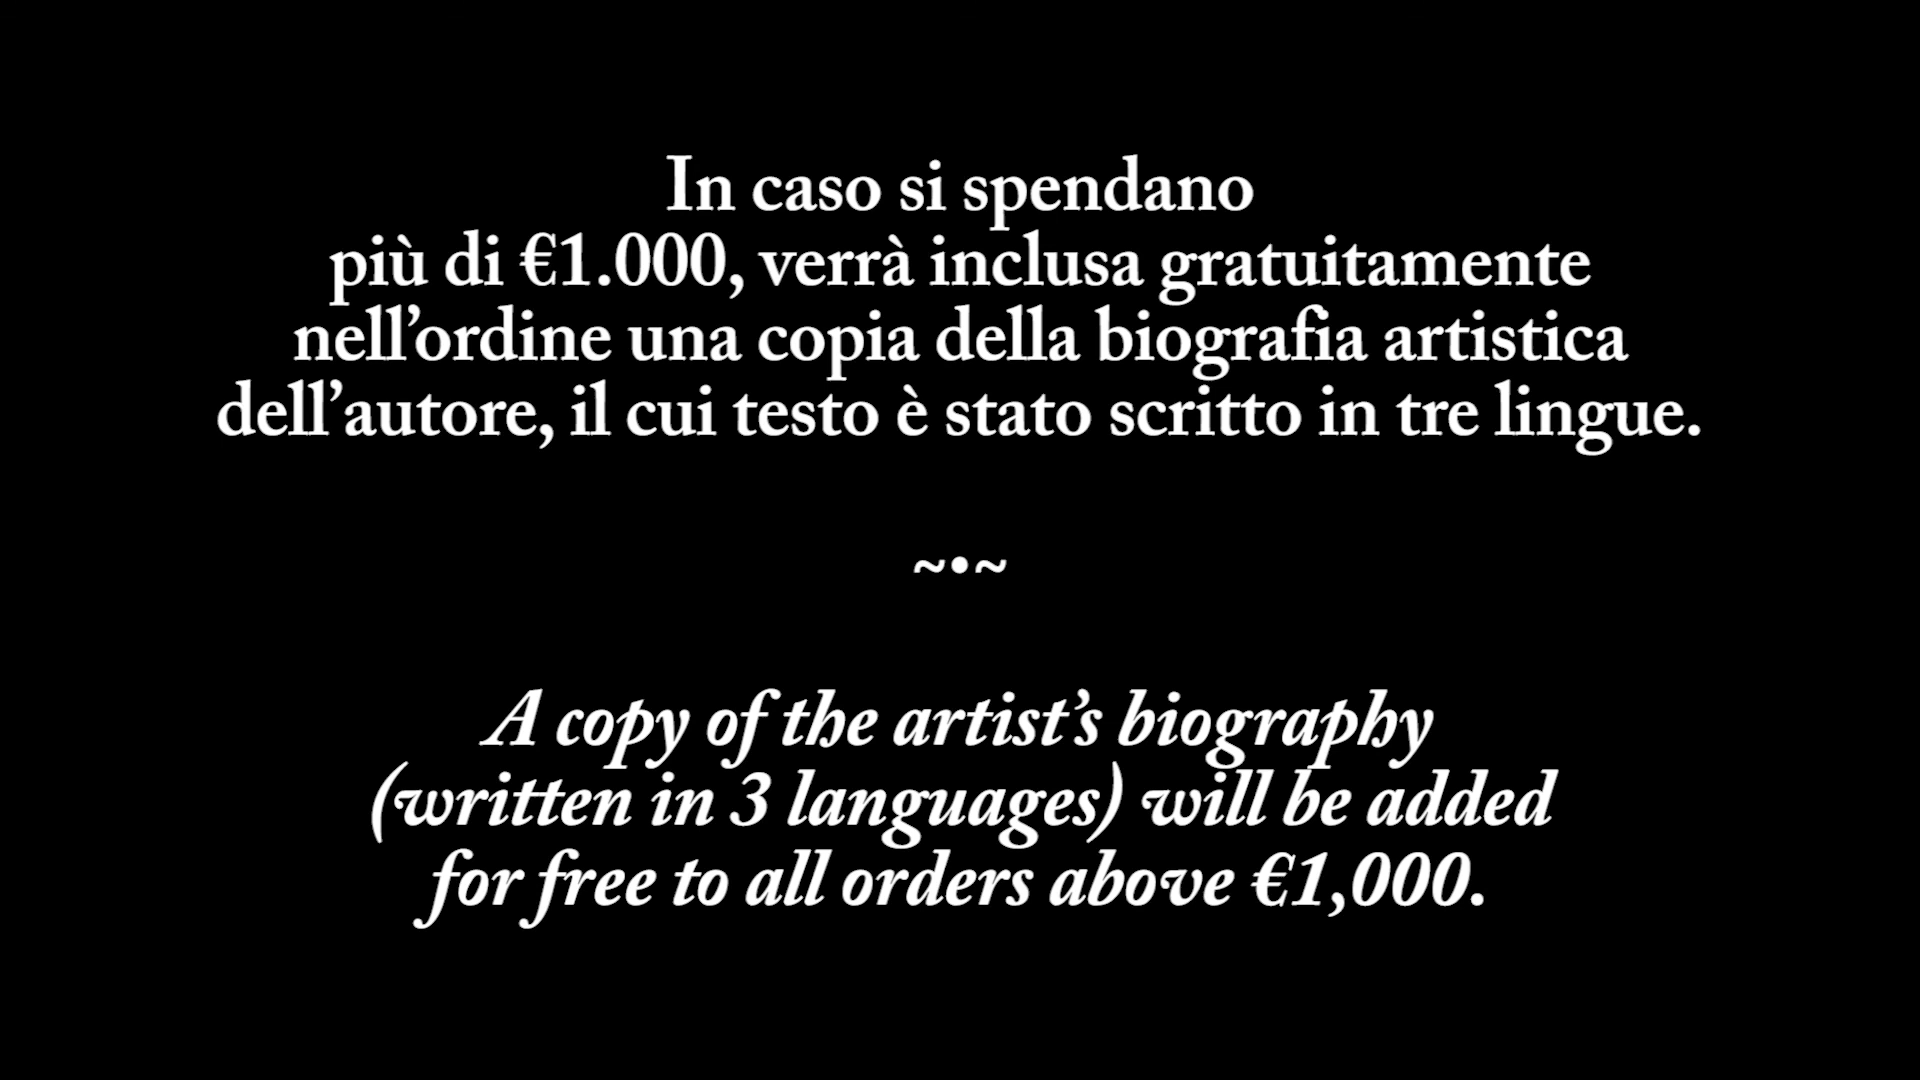 In caso si spendano
più di €1.000, verrà inclusa gratuitamente
nell’ordine una copia della biografia artistica
dell’autore, il cui testo è stato scritto in tre lingue.
~•~
A copy of the artist’s biography
(written in 3 languages) will be added
for free to all orders above €1,000.